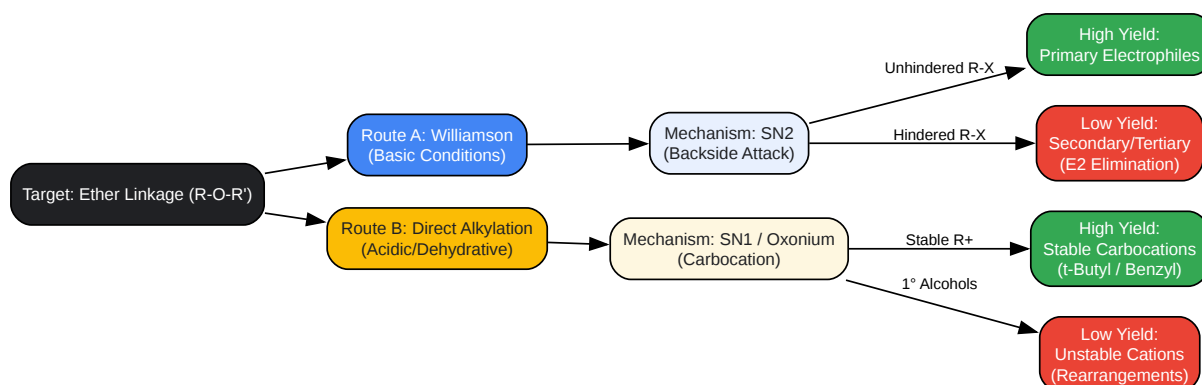 Target: Ether Linkage (R-O-R')
Route A: Williamson
(Basic Conditions)
Mechanism: SN2
(Backside Attack)
Unhindered R-X
High Yield:
Primary Electrophiles
Hindered R-X
Low Yield:
Secondary/Tertiary
(E2 Elimination)
Route B: Direct Alkylation
(Acidic/Dehydrative)
Mechanism: SN1 / Oxonium
(Carbocation)
Stable R+
High Yield:
Stable Carbocations
(t-Butyl / Benzyl)
1° Alcohols
Low Yield:
Unstable Cations
(Rearrangements)